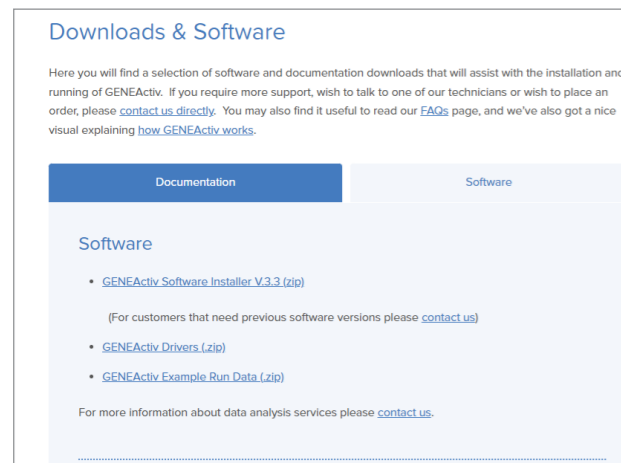 Downloads & Software
Here you will find a selection of software and documentation downloads that will assist with the installation and
running of GENEActiv.  If you require more support, wish to talk to one of our technicians or wish to place an
order, please contact us directly.  You may also find it useful to read our FAQs page, and we've also got a nice
visual explaining how GENEActiv works.
Documentation
Software
Software
• GENEActiv Software Installer V.3.3 (zip)
(For customers that need previous software versions please contact us)
• GENEActiv Drivers (.zip)
• GENEActiv Example Run Data (.zip)
For more information about data analysis services please contact us.